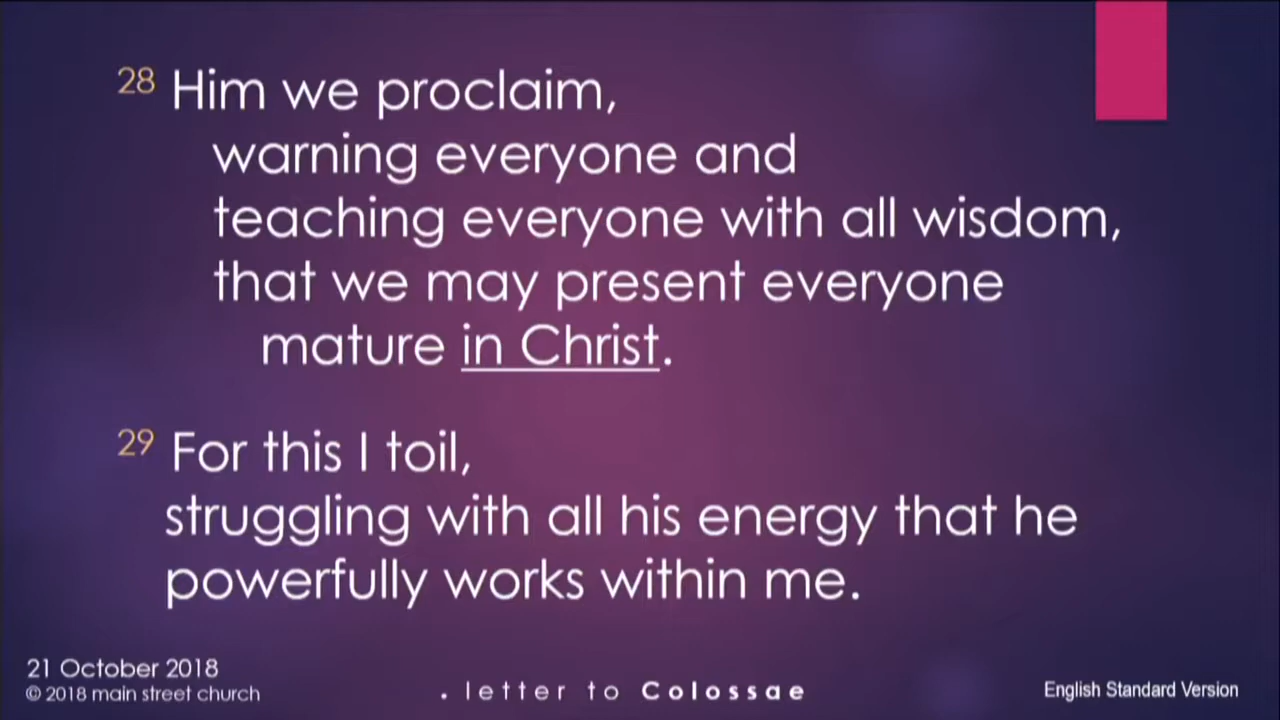 28 Him we proclaim,
warning everyone and
teaching everyone with all wisdom,
that we may present everyone
mature in Christ.
29 For this I toil,
struggling with all his energy that he
powerfully works within me.
21 October 2018
© 2018 main street church
. letter to Colossae
English Standard Version